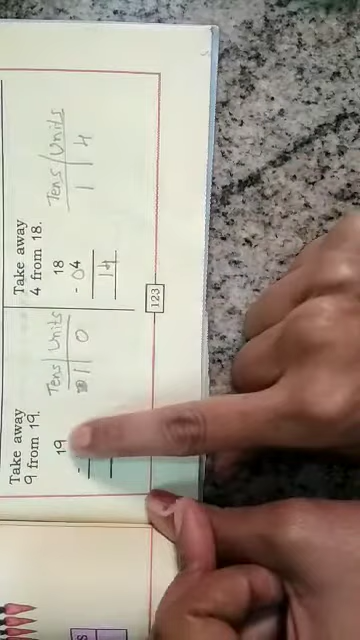 Take away
9 from 19.
19
Tens Units
1 0
Take away
4 from 18.
18
- 04
14
Tens Units
1 4
123